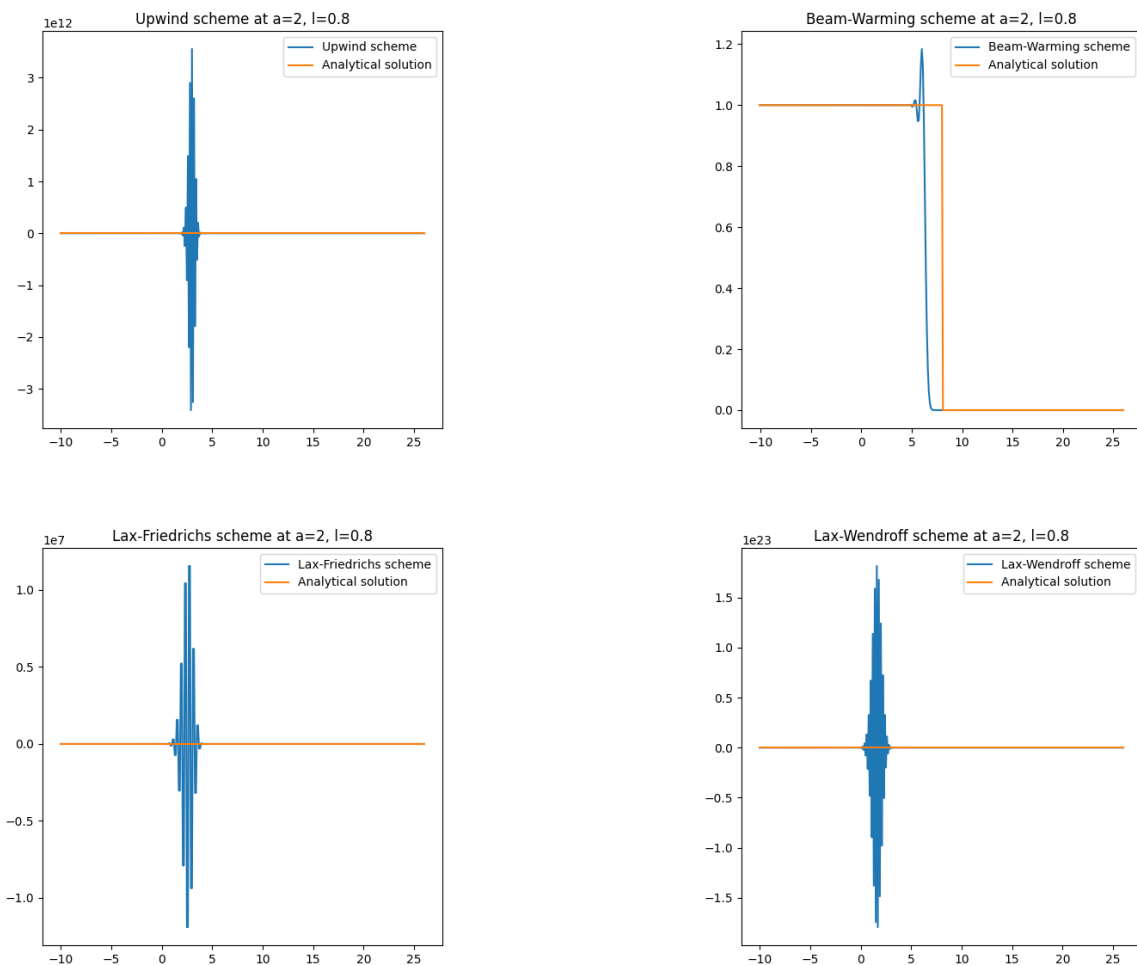 Upwind scheme at a=2, l=0.8
1e12
Upwind scheme
Analytical solution
3
2
1
0
−1
−2
−3
−10 −5 0 5 10 15 20 25
Beam-Warming scheme at a=2, l=0.8
Beam-Warming scheme
Analytical solution
1.2
1.0
0.8
0.6
0.4
0.2
0.0
−10 −5 0 5 10 15 20 25
Lax-Friedrichs scheme at a=2, l=0.8
1e7
Lax-Friedrichs scheme
Analytical solution
1.0
0.5
0.0
−0.5
−1.0
−10 −5 0 5 10 15 20 25
Lax-Wendroff scheme at a=2, l=0.8
1e23
Lax-Wendroff scheme
Analytical solution
1.5
1.0
0.5
0.0
−0.5
−1.0
−1.5
−10 −5 0 5 10 15 20 25